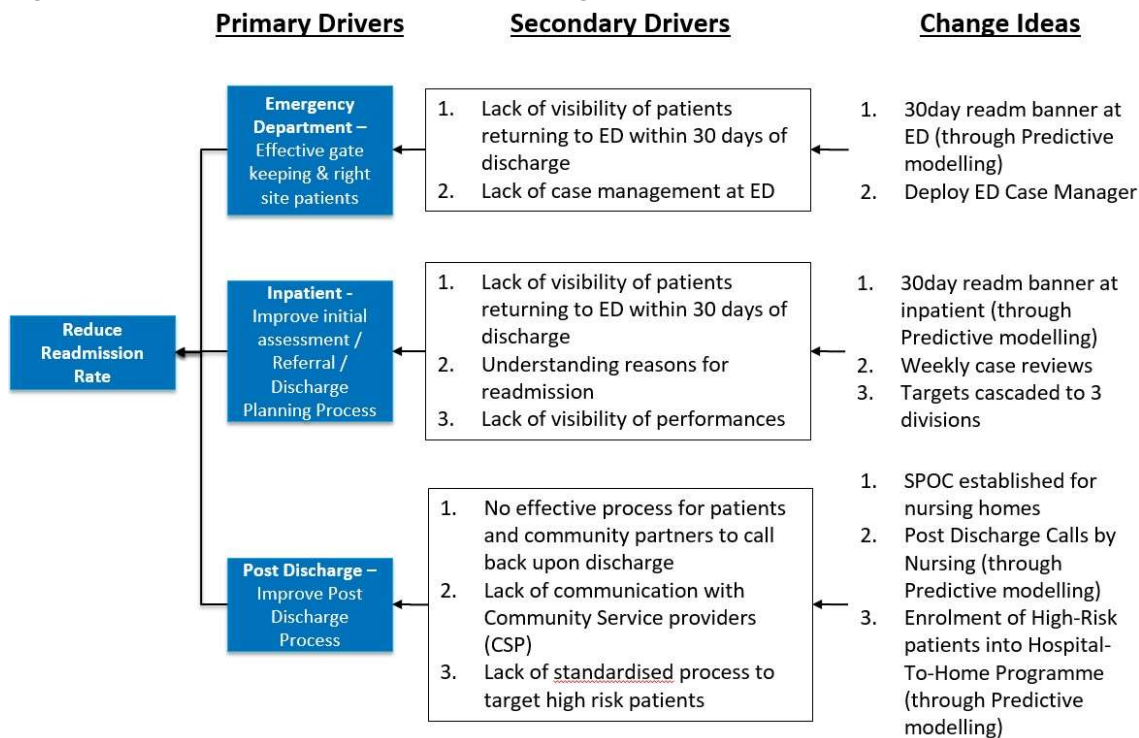 Primary Drivers
Secondary Drivers
Change Ideas
Emergency
Department –
Effective gate
keeping & right
site patients
1. Lack of visibility of patients
returning to ED within 30 days of
discharge
2. Lack of case management at ED
1. 30day readm banner at
ED (through Predictive
modelling)
2. Deploy ED Case Manager
Reduce
Readmission
Rate
Inpatient -
Improve initial
assessment /
Referral /
Discharge
Planning Process
1. Lack of visibility of patients
returning to ED within 30 days of
discharge
2. Understanding reasons for
readmission
3. Lack of visibility of performances
1. 30day readm banner at
inpatient (through
Predictive modelling)
2. Weekly case reviews
3. Targets cascaded to 3
divisions
Post Discharge –
Improve Post
Discharge
Process
1. No effective process for patients
and community partners to call
back upon discharge
2. Lack of communication with
Community Service providers
(CSP)
3. Lack of standardised process to
target high risk patients
1. SPOC established for
nursing homes
2. Post Discharge Calls by
Nursing (through
Predictive modelling)
3. Enrolment of High-Risk
patients into Hospital-
To-Home Programme
(through Predictive
modelling)